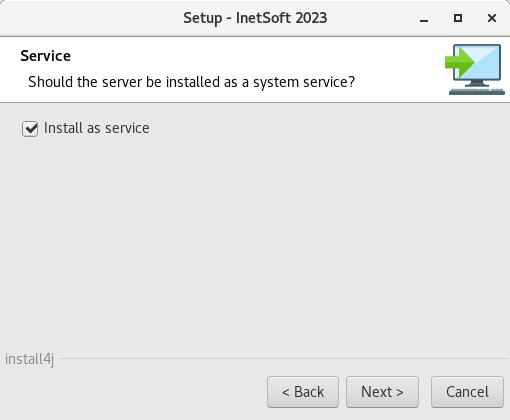 Setup - InetSoft 2023
Service
Should the server be installed as a system service?
Install as service
install4j
< Back
Next >
Cancel